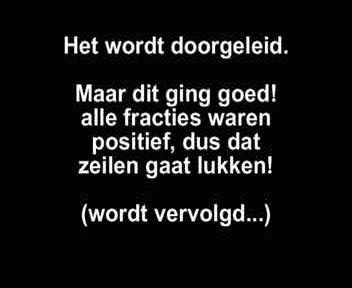 Het wordt doorgeleid.
Maar dit ging goed!
alle fracties waren
positief, dus dat
zeilen gaat lukken!
(wordt vervolgd...)